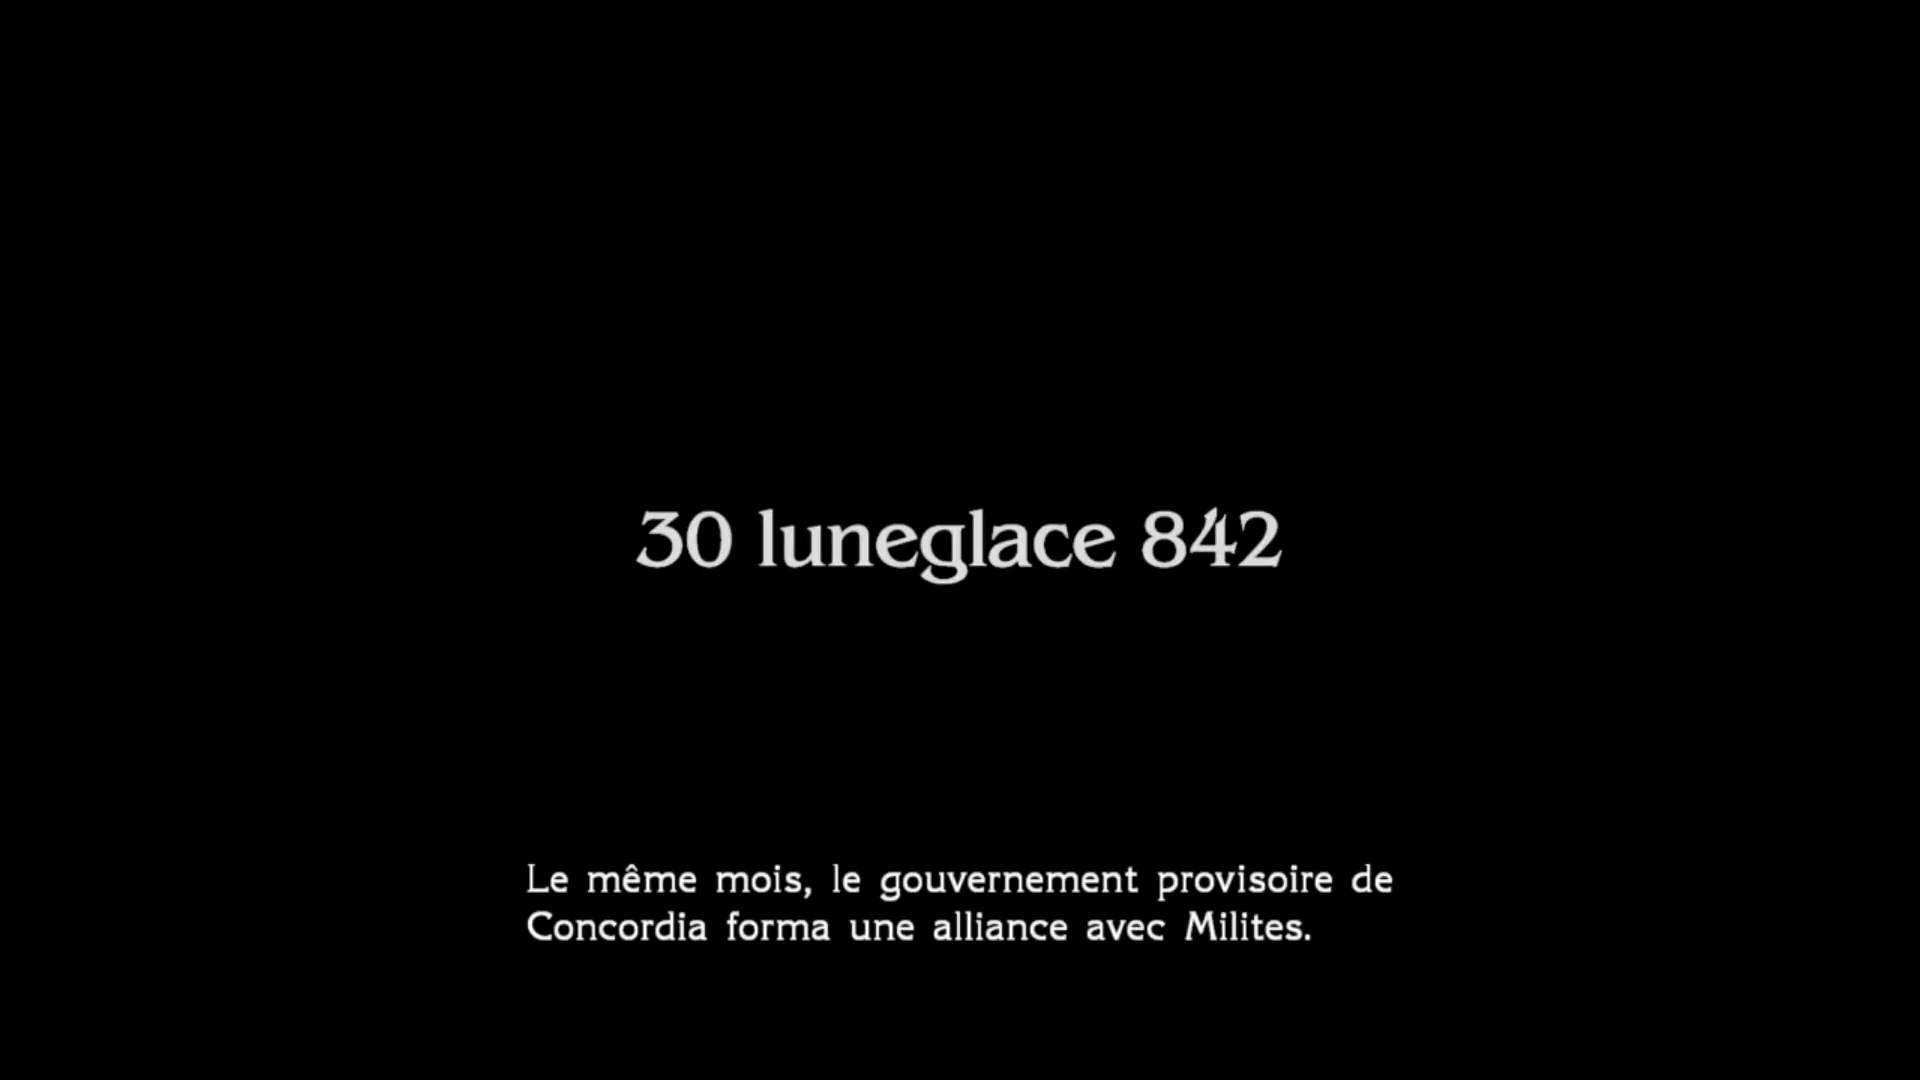 30 luneglace 842
Le même mois, le gouvernement provisoire de
Concordia forma une alliance avec Milites.